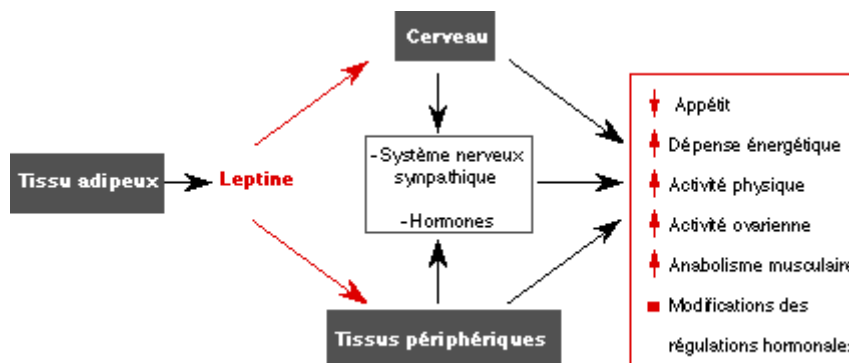 Cerveau
Tissu adipeux
Leptine
-Système nerveux
synpathique
-Hormones
Tissus périphériques
Appétit
Dépense énergétique
Activité physique
Activité ovarienne
Anabolisme musculaire
Modifications des
régulations hormonales